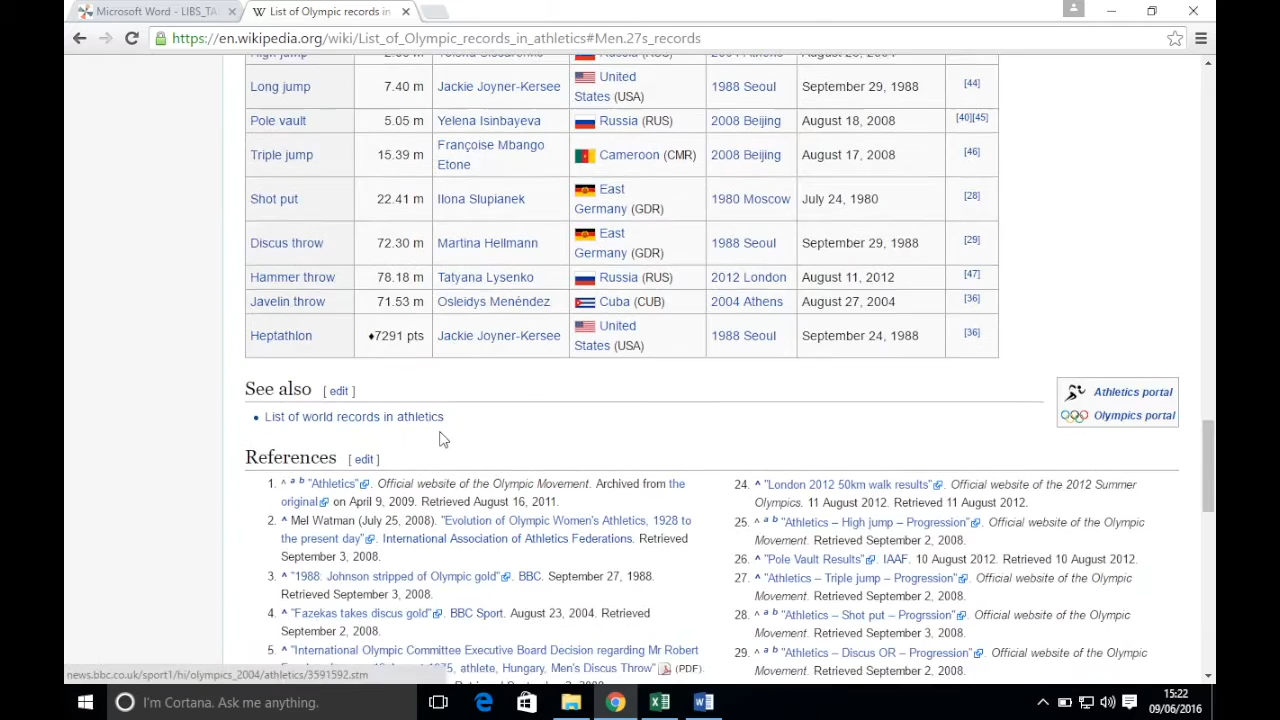 Microsoft Word - LIBS_TA
List of Olympic records in
https://en.wikipedia.org/wiki/List_of_Olympic_records_in_athletics#Men.27s_records
Long jump 7.40 m Jackie Joyner-Kersee United States (USA) 1988 Seoul September 29, 1988 [44]
Pole vault 5.05 m Yelena Isinbayeva Russia (RUS) 2008 Beijing August 18, 2008 [40][45]
Triple jump 15.39 m Françoise Mbango Etone Cameroon (CMR) 2008 Beijing August 17, 2008 [46]
Shot put 22.41 m Ilona Slupianek East Germany (GDR) 1980 Moscow July 24, 1980 [28]
Discus throw 72.30 m Martina Hellmann East Germany (GDR) 1988 Seoul September 29, 1988 [29]
Hammer throw 78.18 m Tatyana Lysenko Russia (RUS) 2012 London August 11, 2012 [47]
Javelin throw 71.53 m Osleidys Menéndez Cuba (CUB) 2004 Athens August 27, 2004 [36]
Heptathlon ♦7291 pts Jackie Joyner-Kersee United States (USA) 1988 Seoul September 24, 1988 [36]
See also [ edit ]
Athletics portal
Olympics portal
• List of world records in athletics
References [ edit ]
1. ^ a b "Athletics". Official website of the Olympic Movement. Archived from the
original on April 9, 2009. Retrieved August 16, 2011.
2. ^ Mel Watman (July 25, 2008). "Evolution of Olympic Women's Athletics, 1928 to
the present day". International Association of Athletics Federations. Retrieved
September 3, 2008.
3. ^ "1988: Johnson stripped of Olympic gold". BBC. September 27, 1988.
Retrieved September 3, 2008.
4. ^ "Fazekas takes discus gold". BBC Sport. August 23, 2004. Retrieved
September 2, 2008.
5. ^ "International Olympic Committee Executive Board Decision regarding Mr Robert
athlete, Hungary, Men's Discus Throw" (PDF).
24. ^ "London 2012 50km walk results". Official website of the 2012 Summer
Olympics. 11 August 2012. Retrieved 11 August 2012.
25. ^ a b "Athletics – High jump – Progression". Official website of the Olympic
Movement. Retrieved September 2, 2008.
26. ^ "Pole Vault Results". IAAF. 10 August 2012. Retrieved 10 August 2012.
27. ^ "Athletics – Triple jump – Progression". Official website of the Olympic
Movement. Retrieved September 2, 2008.
28. ^ a b "Athletics – Shot put – Progrssion". Official website of the Olympic
Movement. Retrieved September 3, 2008.
29. ^ a b "Athletics – Discus OR – Progression". Official website of the Olympic
Movement. Retrieved September 2, 2008.
news.bbc.co.uk/sport1/hi/olympics_2004/athletics/3591592.stm
I'm Cortana. Ask me anything.
15:22
09/06/2016